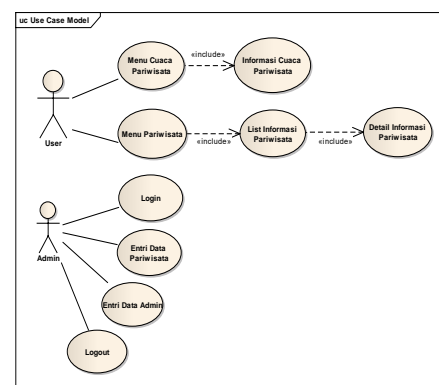 uc Use Case Model
Menu Cuaca
Pariwisata
«include»
Informasi Cuaca
Pariwisata
User
Menu Pariwisata
«include»
List Informasi
Pariwisata
«include»
Detail Informasi
Pariwisata
Login
Admin
Entri Data
Pariwisata
Entri Data Admin
Logout